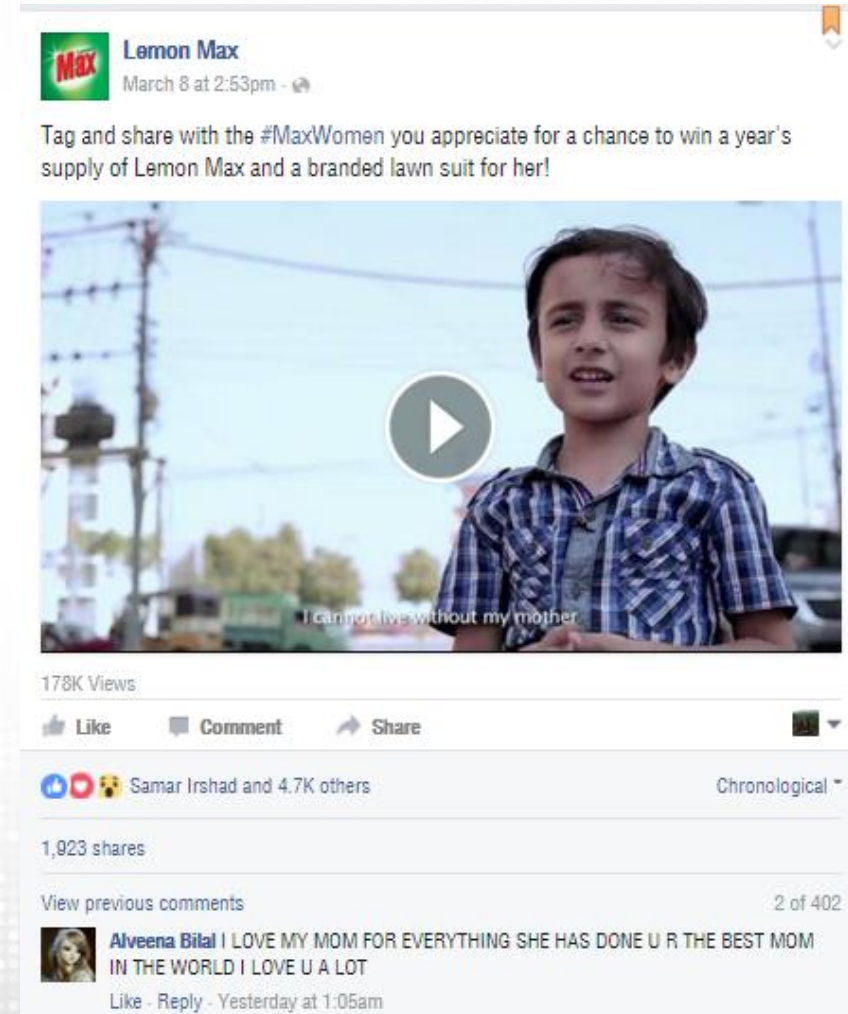 Max
Lemon Max
March 8 at 2:53pm -
Tag and share with the #MaxWomen you appreciate for a chance to win a year's
supply of Lemon Max and a branded lawn suit for her!
I cannot live without my mother
178K Views
Like Comment Share
Samar Irshad and 4.7K others Chronological
1,923 shares
View previous comments 2 of 402
Alveena Bilal I LOVE MY MOM FOR EVERYTHING SHE HAS DONE U R THE BEST MOM
IN THE WORLD I LOVE U A LOT
Like - Reply - Yesterday at 1:05am